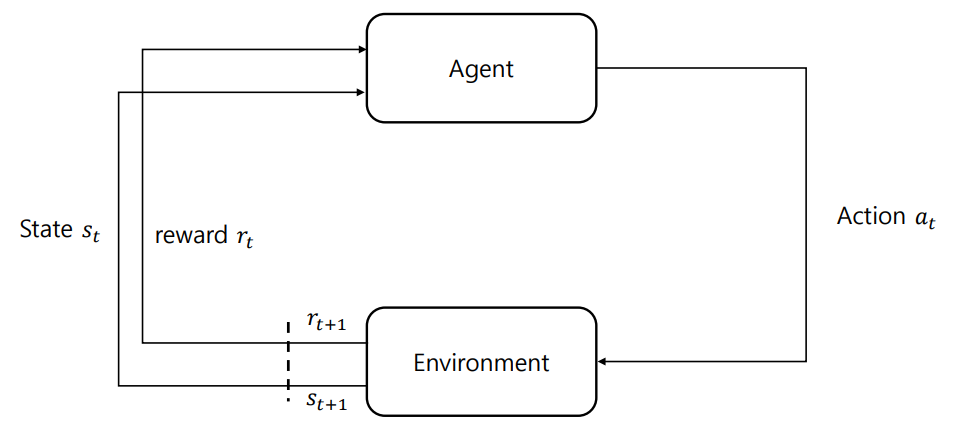 Agent
State s_t
reward r_t
Action a_t
r_{t+1}
Environment
s_{t+1}